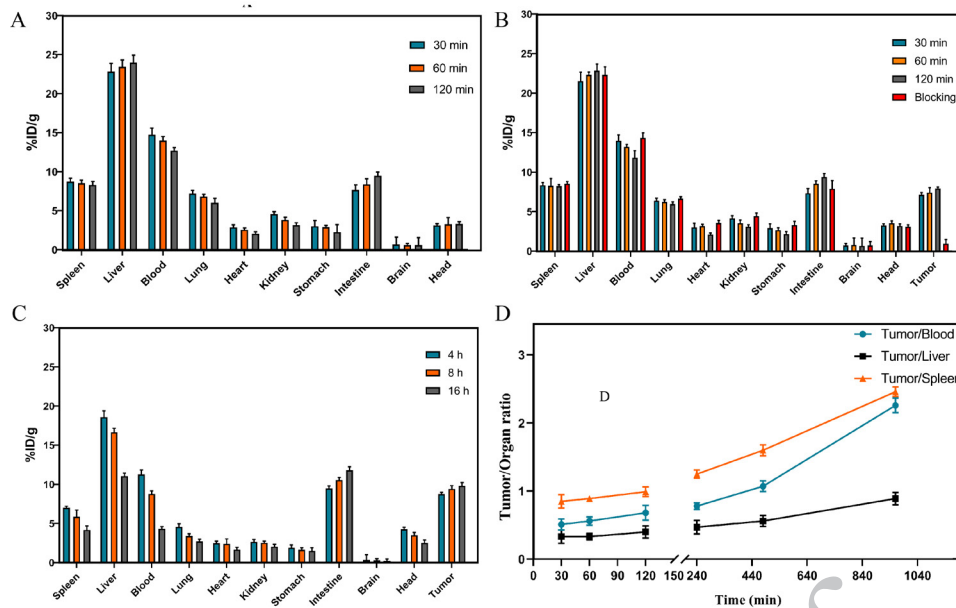 A
30
25
20
15
10
5
0
%ID/g
30 min
60 min
120 min
Spleen
Liver
Blood
Lung
Heart
Kidney
Stomach
Intestine
Brain
Head
B
30
25
20
15
10
5
0
%ID/g
30 min
60 min
120 min
Blocking
Spleen
Liver
Blood
Lung
Heart
Kidney
Stomach
Intestine
Brain
Head
Tumor
C
30
25
20
15
10
5
0
%ID/g
4 h
8 h
16 h
Spleen
Liver
Blood
Lung
Heart
Kidney
Stomach
Intestine
Brain
Head
Tumor
D
3
2
1
0
Tumor/Organ ratio
D
Tumor/Blood
Tumor/Liver
Tumor/Spleen
0 30 60 90 120 150 240 440 640 840 1040
Time (min)